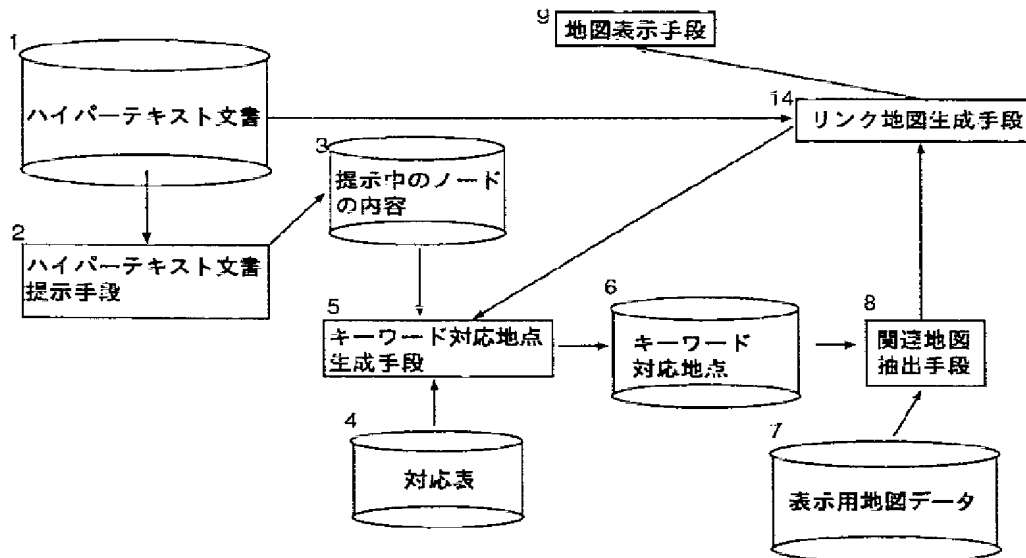 9
地図表示手段
1
ハイパーテキスト文書
14
リンク地図生成手段
3
提示中のノード
の内容
2
ハイパーテキスト文書
提示手段
5
キーワード対応地点
生成手段
6
キーワード
対応地点
8
関連地図
抽出手段
4
対応表
7
表示用地図データ